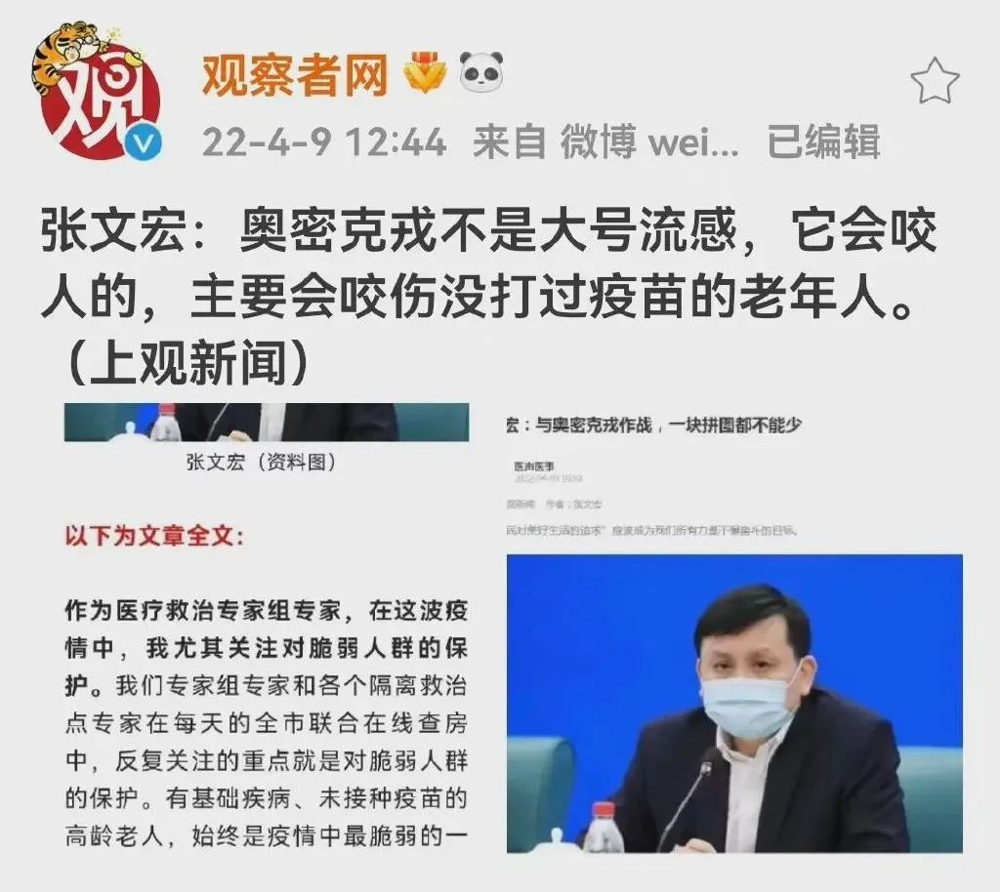 观
观察者网
22-4-9 12:44 来自 微博 wei... 已编辑
张文宏：奥密克戎不是大号流感，它会咬
人的，主要会咬伤没打过疫苗的老年人。
（上观新闻）
张文宏（资料图）
以下为文章全文：
作为医疗救治专家组专家，在这波疫
情中，我尤其关注对脆弱人群的保
护。我们专家组专家和各个隔离救治
点专家在每天的全市联合在线查房
中，反复关注的重点就是对脆弱人群
的保护。有基础疾病、未接种疫苗的
高龄老人，始终是疫情中最脆弱的一
宏：与奥密克戎作战，一块拼图都不能少
医声医事
作者：张文宏
民对美好生活的追求”应该成为我们所有力量不懈奋斗的目标。